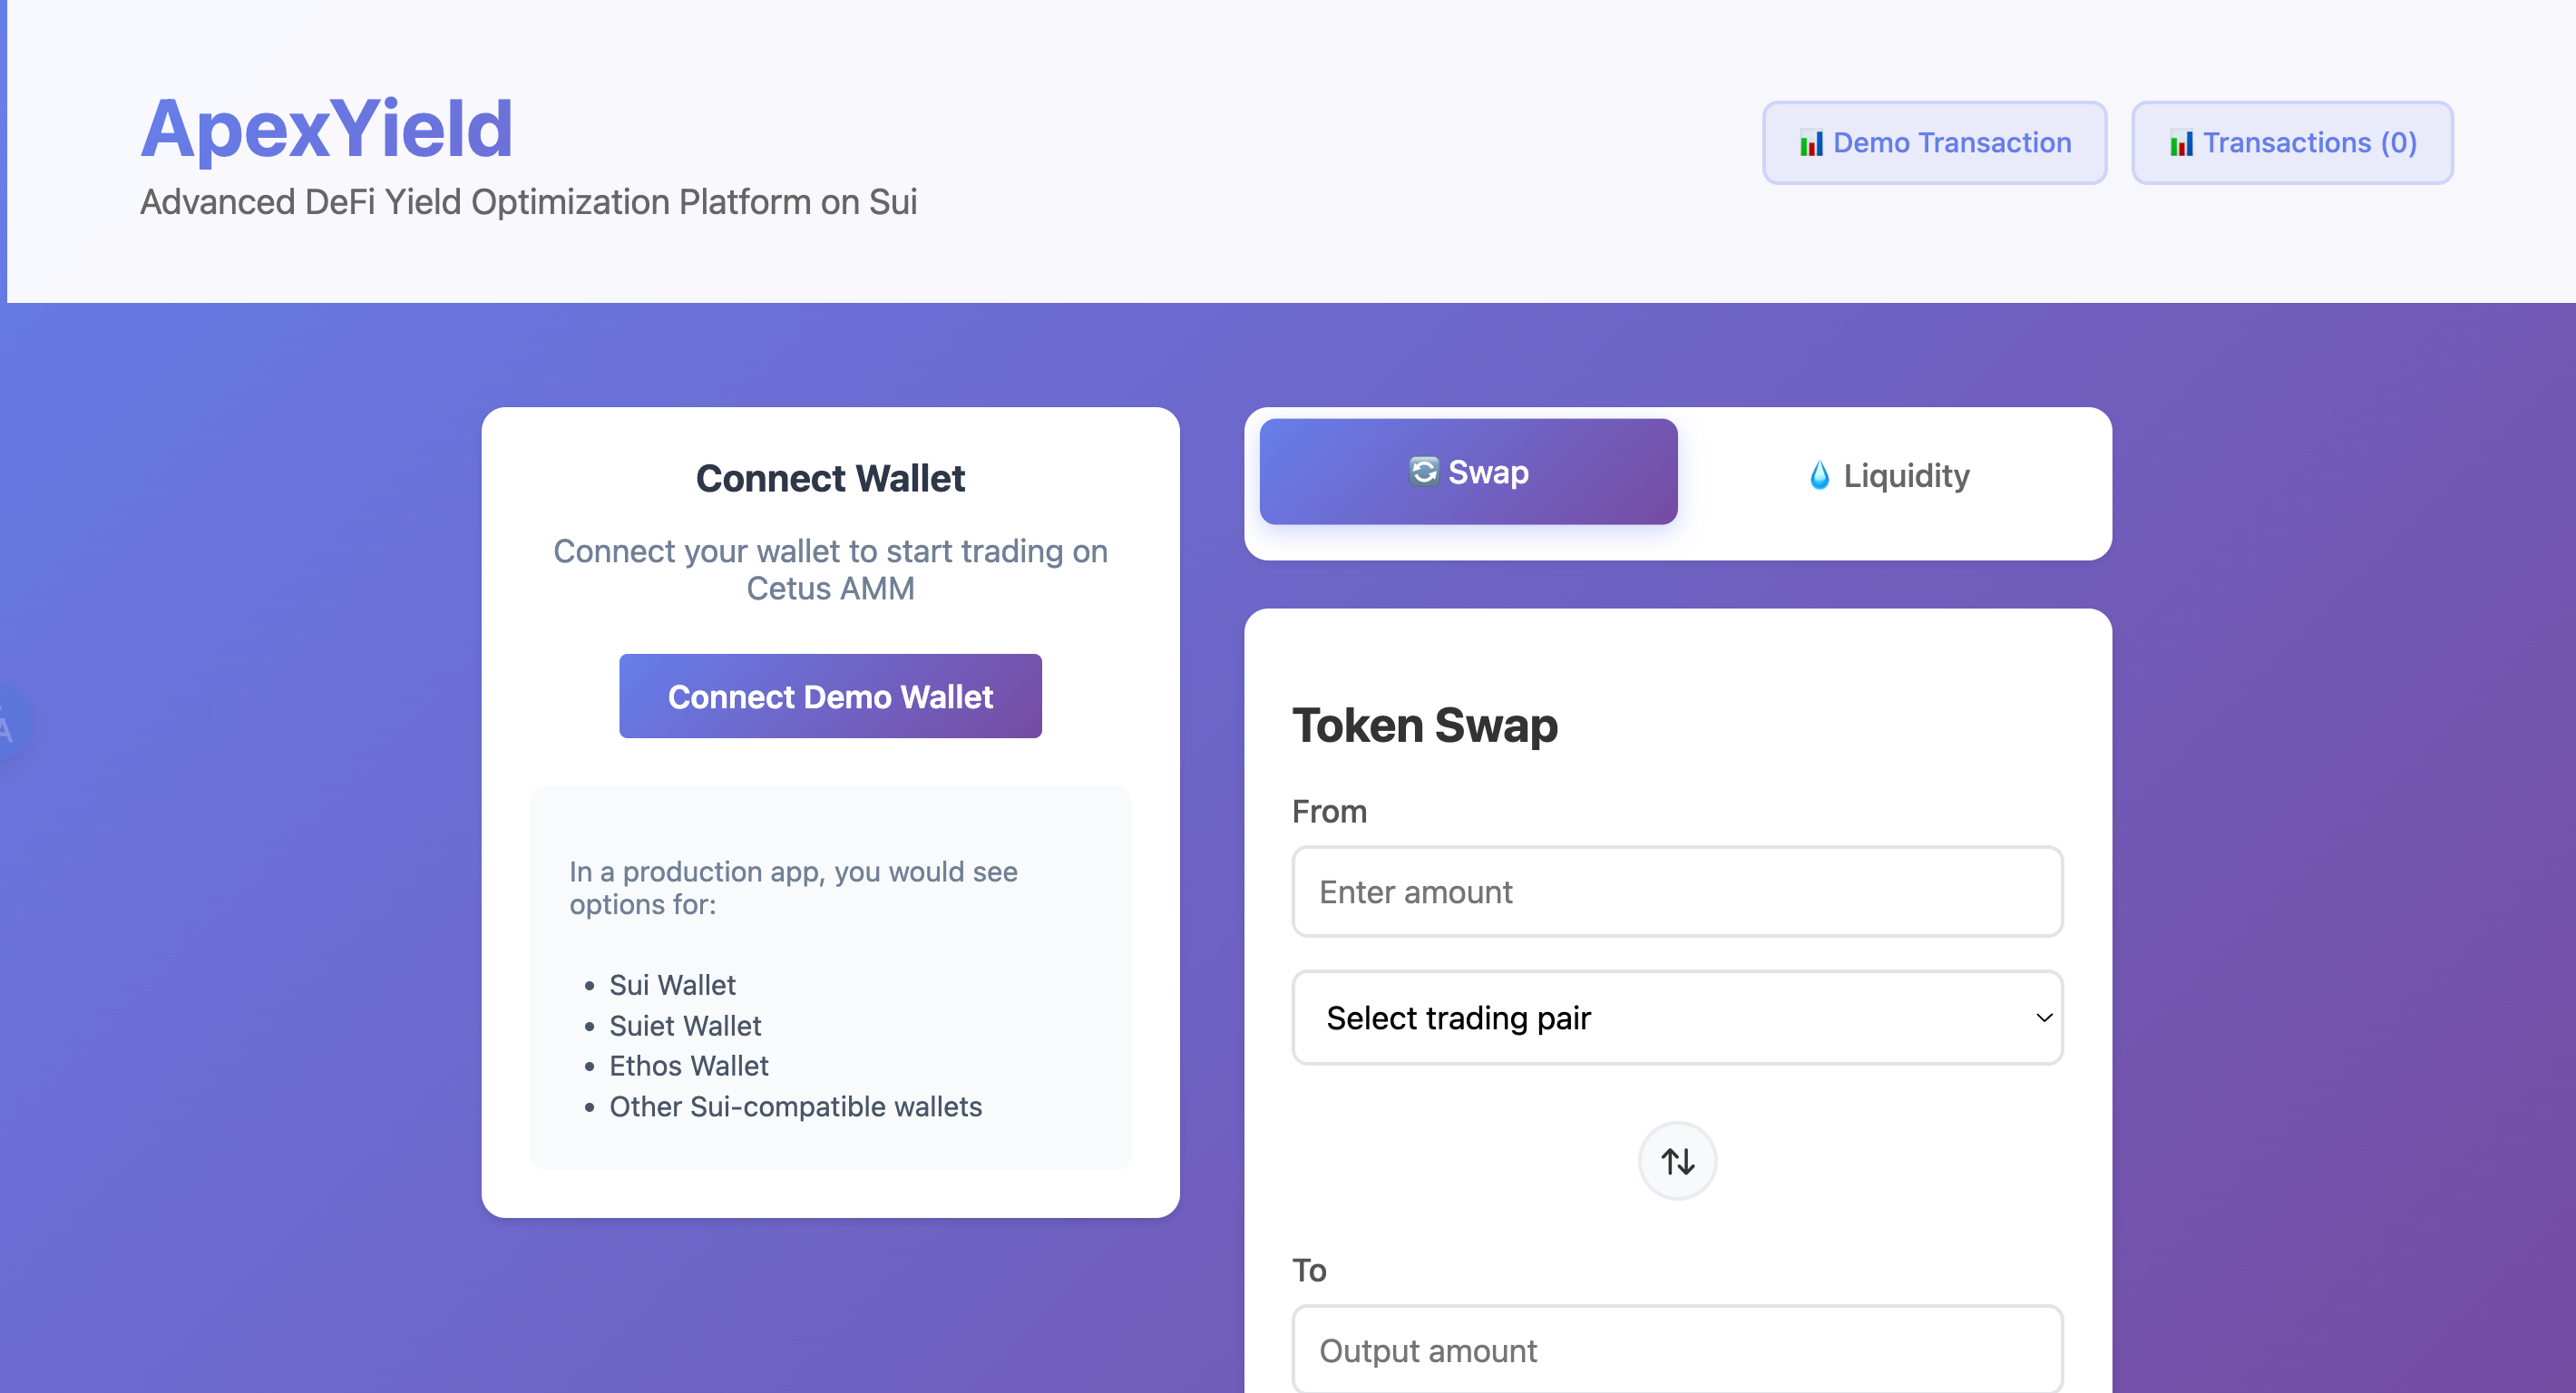 ApexYield
Advanced DeFi Yield Optimization Platform on Sui
Demo Transaction
Transactions (0)
Connect Wallet
Connect your wallet to start trading on
Cetus AMM
Connect Demo Wallet
In a production app, you would see
options for:
• Sui Wallet
• Suiet Wallet
• Ethos Wallet
• Other Sui-compatible wallets
Swap
Liquidity
Token Swap
From
Enter amount
Select trading pair
To
Output amount